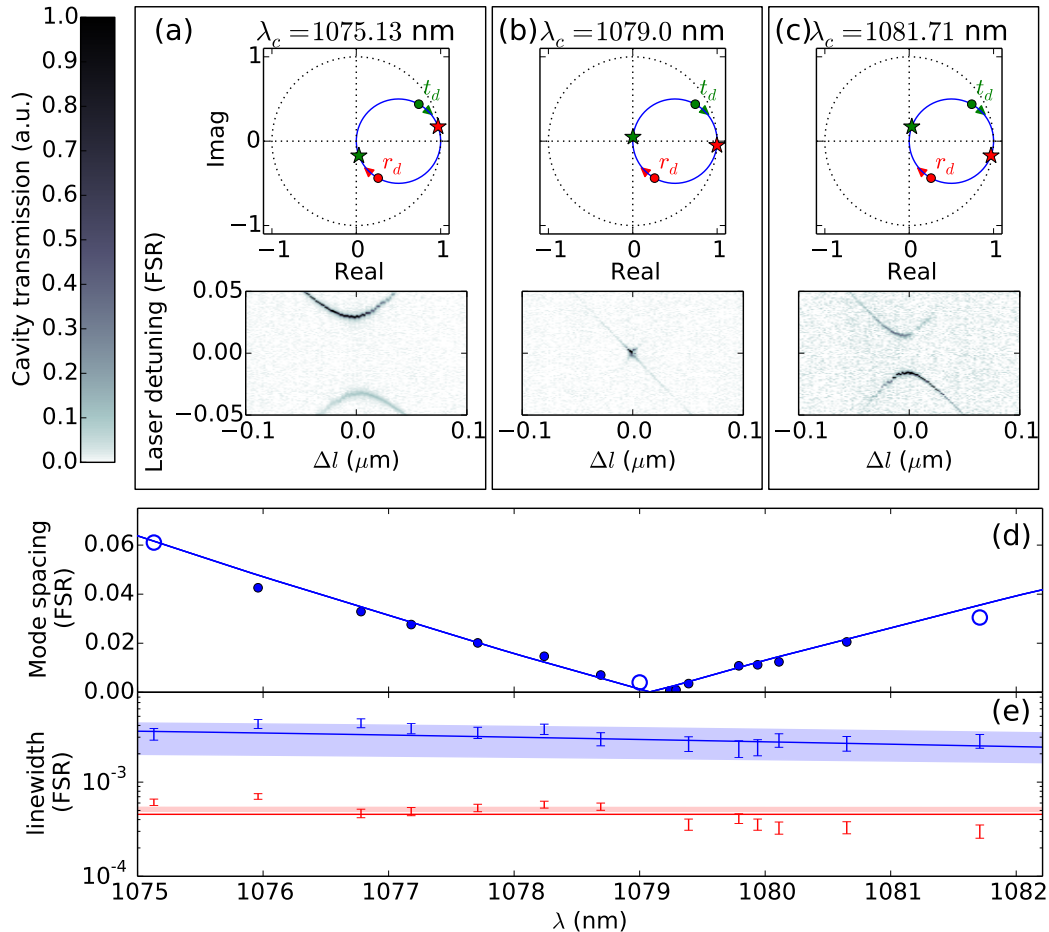 Cavity transmission (a.u.)
1.0
0.9
0.8
0.7
0.6
0.5
0.4
0.3
0.2
0.1
0.0
(a)
λc = 1075.13 nm
1
0
−1
Imag
td
rd
−1 0 1
Real
Laser detuning (FSR)
0.05
0.00
−0.05
−0.1 0.0 0.1
Δl (μm)
(b)
λc = 1079.0 nm
td
rd
−1 0 1
Real
−0.1 0.0 0.1
Δl (μm)
(c)
λc = 1081.71 nm
td
rd
−1 0 1
Real
−0.1 0.0 0.1
Δl (μm)
(d)
Mode spacing
(FSR)
0.06
0.04
0.02
0.00
(e)
linewidth
(FSR)
10⁻³
10⁻⁴
1075 1076 1077 1078 1079 1080 1081 1082
λ (nm)